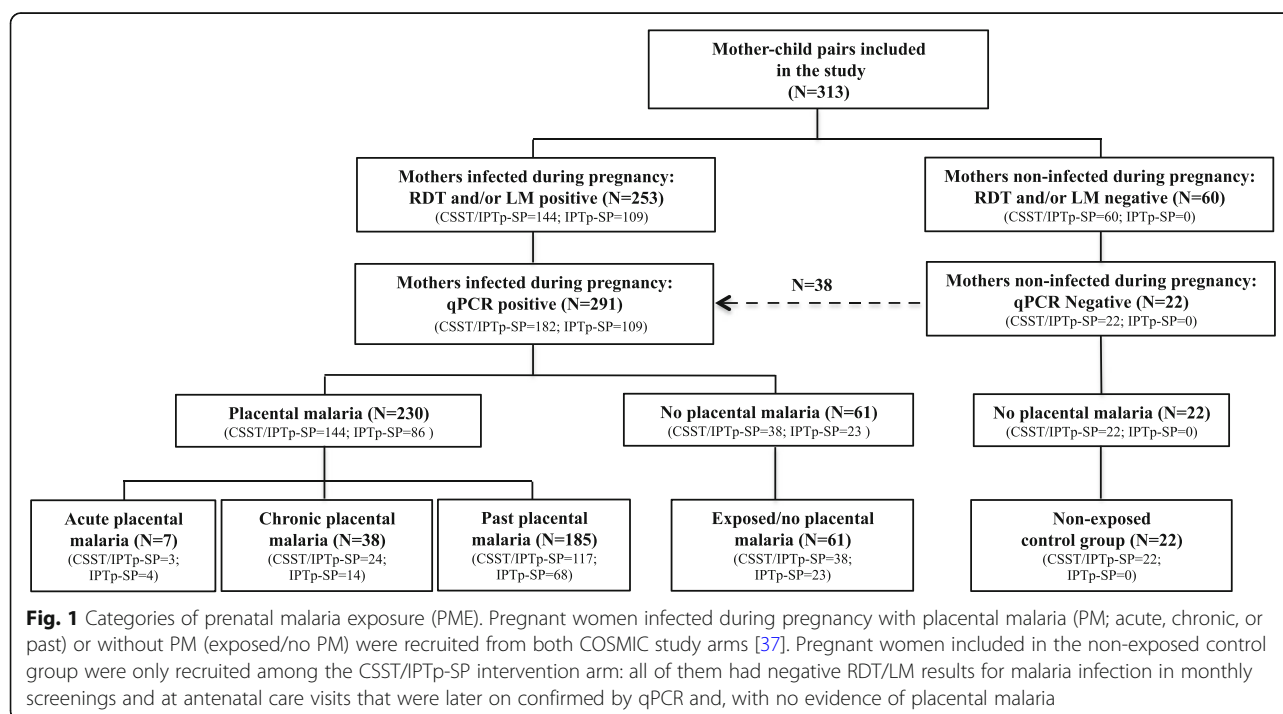 Mother-child pairs included
in the study
(N=313)
Mothers infected during pregnancy:
RDT and/or LM positive (N=253)
(CSST/IPTp-SP=144; IPTp-SP=109)
Mothers non-infected during pregnancy:
RDT and/or LM negative (N=60)
(CSST/IPTp-SP=60; IPTp-SP=0)
Mothers infected during pregnancy:
qPCR positive (N=291)
(CSST/IPTp-SP=182; IPTp-SP=109)
N=38
Mothers non-infected during pregnancy:
qPCR Negative (N=22)
(CSST/IPTp-SP=22; IPTp-SP=0)
Placental malaria (N=230)
(CSST/IPTp-SP=144; IPTp-SP=86 )
No placental malaria (N=61)
(CSST/IPTp-SP=38; IPTp-SP=23 )
No placental malaria (N=22)
(CSST/IPTp-SP=22; IPTp-SP=0)
Acute placental
malaria (N=7)
(CSST/IPTp-SP=3;
IPTp-SP=4)
Chronic placental
malaria (N=38)
(CSST/IPTp-SP=24;
IPTp-SP=14)
Past placental
malaria (N=185)
(CSST/IPTp-SP=117;
IPTp-SP=68)
Exposed/no placental
malaria (N=61)
(CSST/IPTp-SP=38;
IPTp-SP=23)
Non-exposed
control group (N=22)
(CSST/IPTp-SP=22;
IPTp-SP=0)
Fig. 1 Categories of prenatal malaria exposure (PME). Pregnant women infected during pregnancy with placental malaria (PM; acute, chronic, or
past) or without PM (exposed/no PM) were recruited from both COSMIC study arms [37]. Pregnant women included in the non-exposed control
group were only recruited among the CSST/IPTp-SP intervention arm: all of them had negative RDT/LM results for malaria infection in monthly
screenings and at antenatal care visits that were later on confirmed by qPCR and, with no evidence of placental malaria